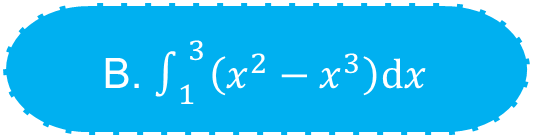 B. ∫₁³(x² − x³)dx